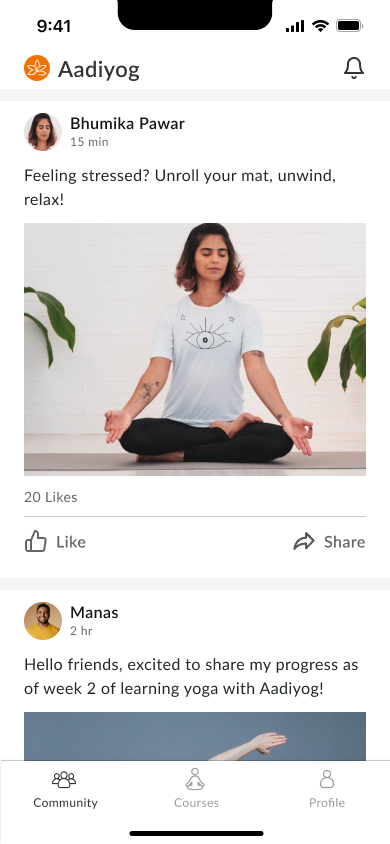 9:41
Aadiyog
Bhumika Pawar
15 min
Feeling stressed? Unroll your mat, unwind,
relax!
20 Likes
Like
Share
Manas
2 hr
Hello friends, excited to share my progress as
of week 2 of learning yoga with Aadiyog!
Community
Courses
Profile